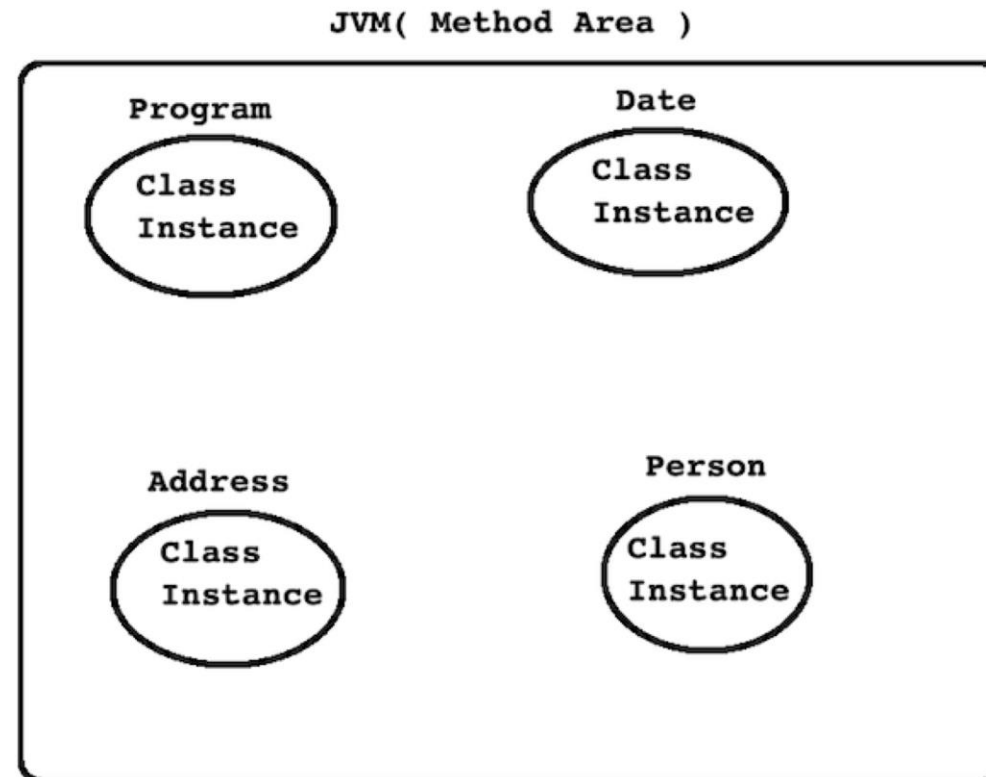 JVM( Method Area )
Program
Class
Instance
Date
Class
Instance
Address
Class
Instance
Person
Class
Instance